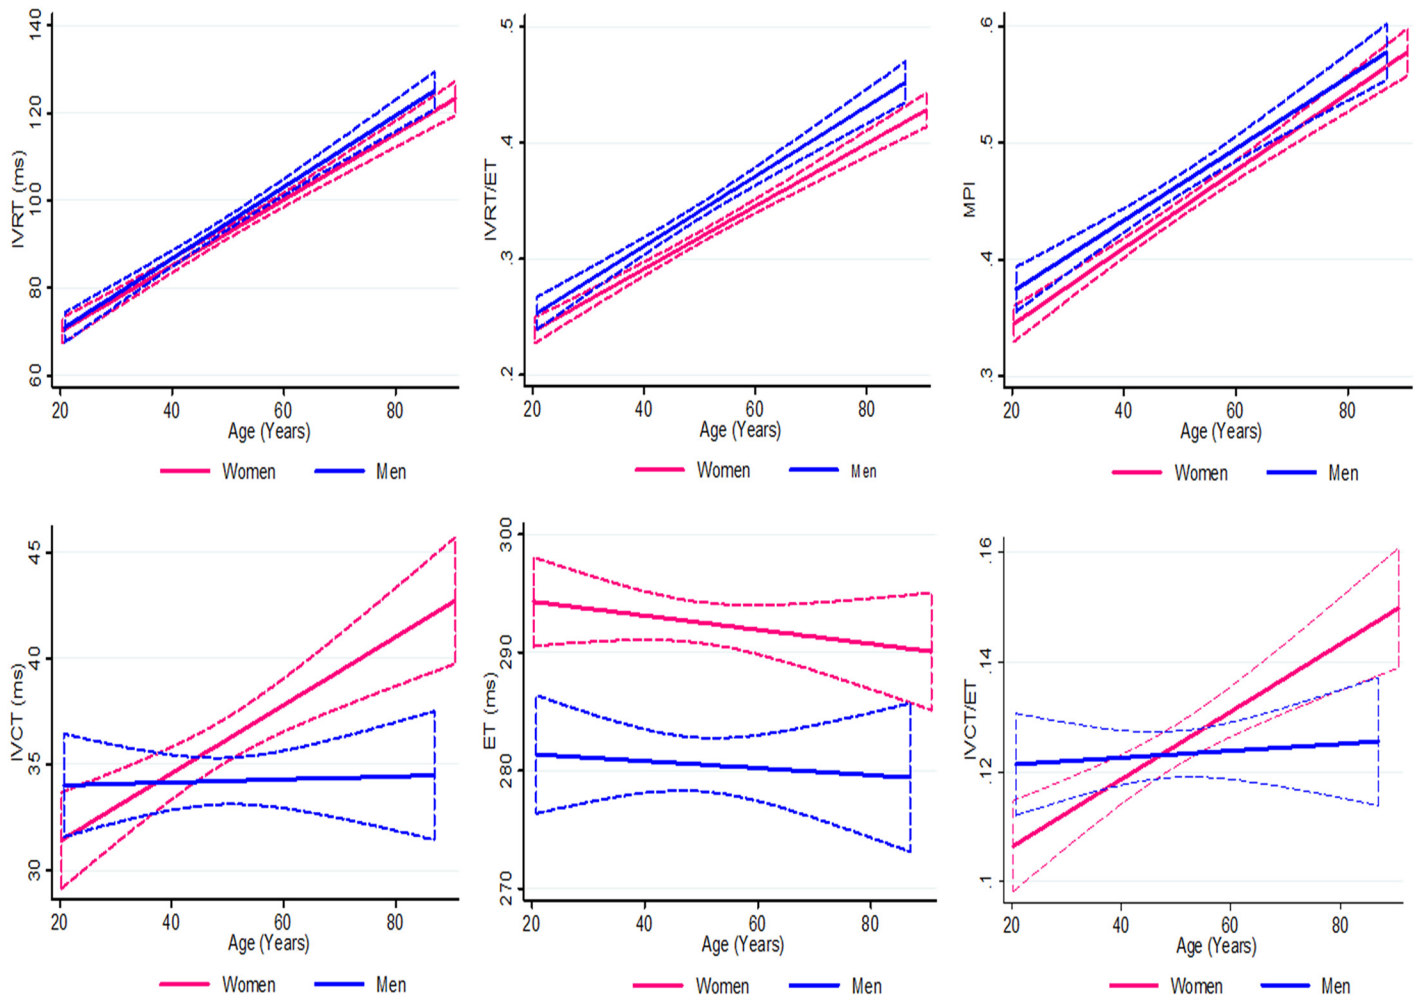 IVRT (ms)
140
120
100
80
60
20 40 60 80
Age (Years)
Women Men
IVRT/ET
.5
.4
.3
.2
20 40 60 80
Age (Years)
Women Men
MPI
.6
.5
.4
.3
20 40 60 80
Age (Years)
Women Men
IVCT (ms)
45
40
35
30
20 40 60 80
Age (Years)
Women Men
ET (ms)
300
290
280
270
20 40 60 80
Age (Years)
Women Men
IVCT/ET
.16
.14
.12
.1
20 40 60 80
Age (Years)
Women Men